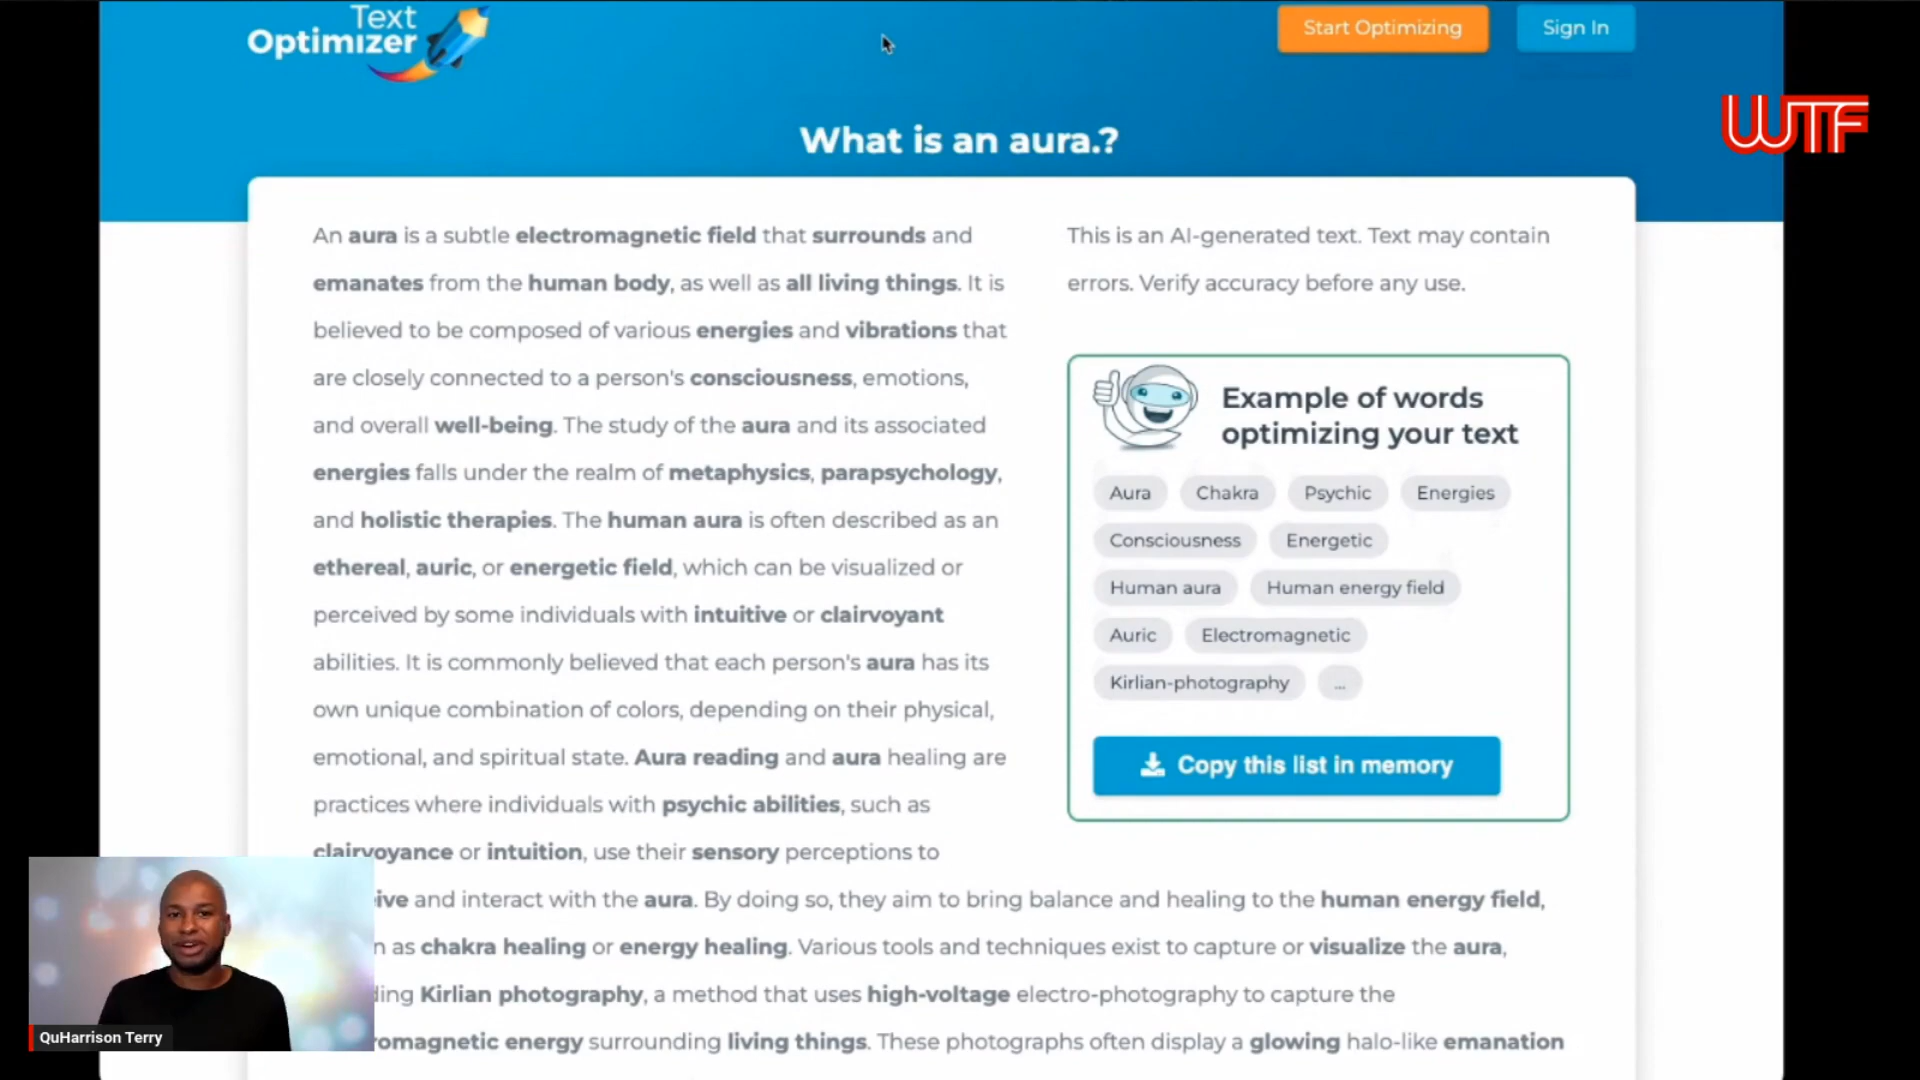 Text
Optimizer
Start Optimizing
Sign In
WTF
What is an aura.?
An aura is a subtle electromagnetic field that surrounds and
emanates from the human body, as well as all living things. It is
believed to be composed of various energies and vibrations that
are closely connected to a person's consciousness, emotions,
and overall well-being. The study of the aura and its associated
energies falls under the realm of metaphysics, parapsychology,
and holistic therapies. The human aura is often described as an
ethereal, auric, or energetic field, which can be visualized or
perceived by some individuals with intuitive or clairvoyant
abilities. It is commonly believed that each person's aura has its
own unique combination of colors, depending on their physical,
emotional, and spiritual state. Aura reading and aura healing are
practices where individuals with psychic abilities, such as
clairvoyance or intuition, use their sensory perceptions to
ive and interact with the aura. By doing so, they aim to bring balance and healing to the human energy field,
n as chakra healing or energy healing. Various tools and techniques exist to capture or visualize the aura,
ding Kirlian photography, a method that uses high-voltage electro-photography to capture the
romagnetic energy surrounding living things. These photographs often display a glowing halo-like emanation
This is an AI-generated text. Text may contain
errors. Verify accuracy before any use.
Example of words
optimizing your text
Aura Chakra Psychic Energies
Consciousness Energetic
Human aura Human energy field
Auric Electromagnetic
Kirlian-photography ...
Copy this list in memory
QuHarrison Terry